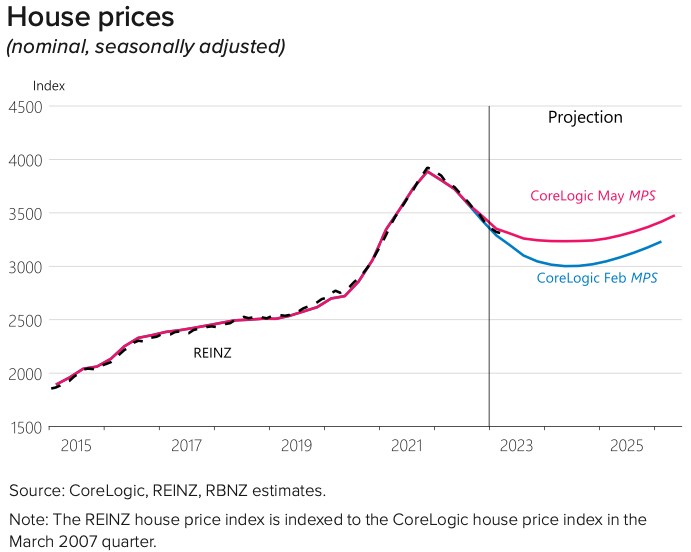 House prices
(nominal, seasonally adjusted)
Index
4500
4000
3500
3000
2500
2000
1500
Projection
CoreLogic May MPS
CoreLogic Feb MPS
REINZ
2015 2017 2019 2021 2023 2025
Source: CoreLogic, REINZ, RBNZ estimates.
Note: The REINZ house price index is indexed to the CoreLogic house price index in the
March 2007 quarter.